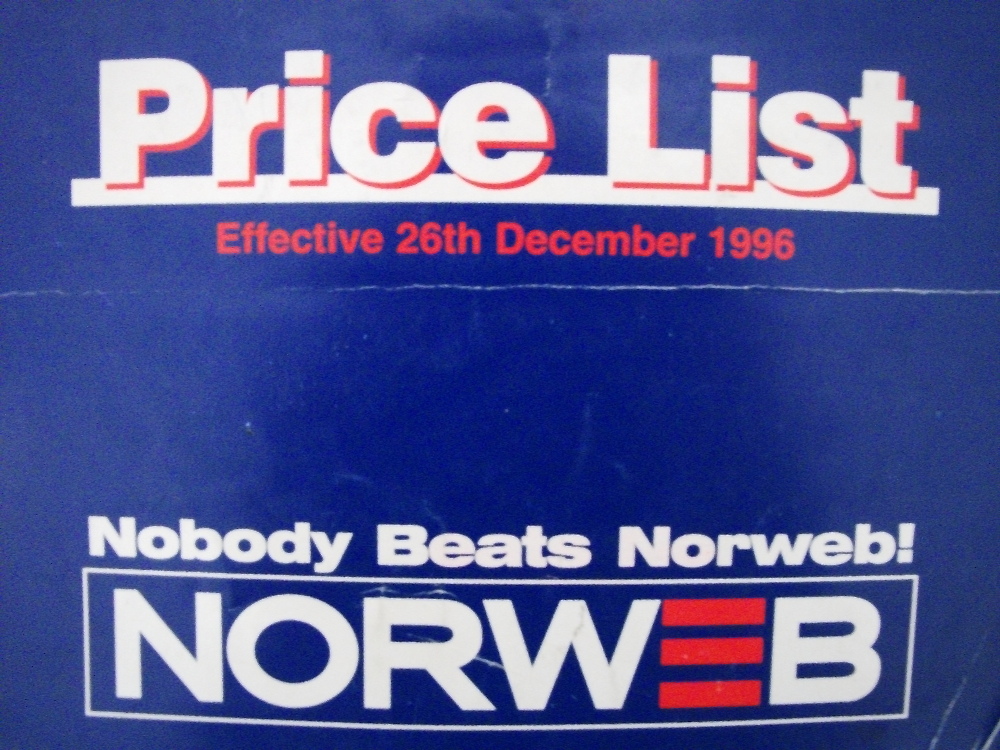 Price List
Effective 26th December 1996
Nobody Beats Norweb!
NORWEB